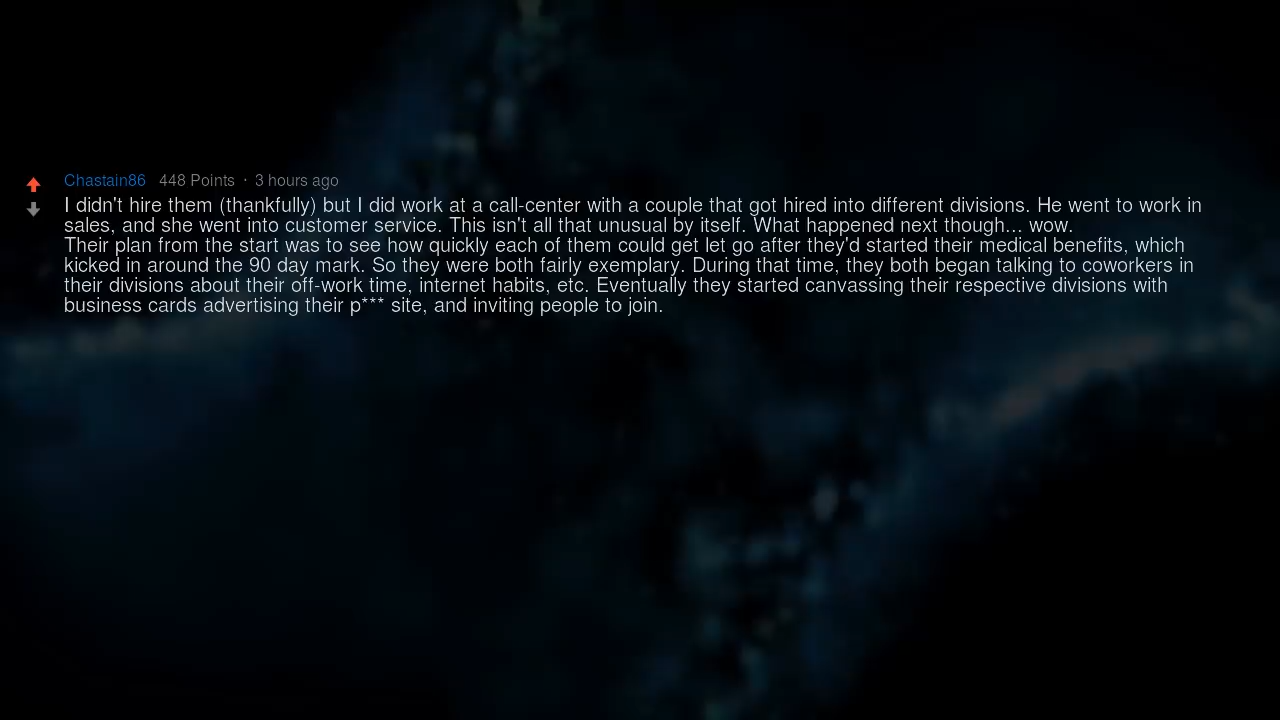 Chastain86 448 Points · 3 hours ago
I didn't hire them (thankfully) but I did work at a call-center with a couple that got hired into different divisions. He went to work in
sales, and she went into customer service. This isn't all that unusual by itself. What happened next though... wow.
Their plan from the start was to see how quickly each of them could get let go after they'd started their medical benefits, which
kicked in around the 90 day mark. So they were both fairly exemplary. During that time, they both began talking to coworkers in
their divisions about their off-work time, internet habits, etc. Eventually they started canvassing their respective divisions with
business cards advertising their p*** site, and inviting people to join.